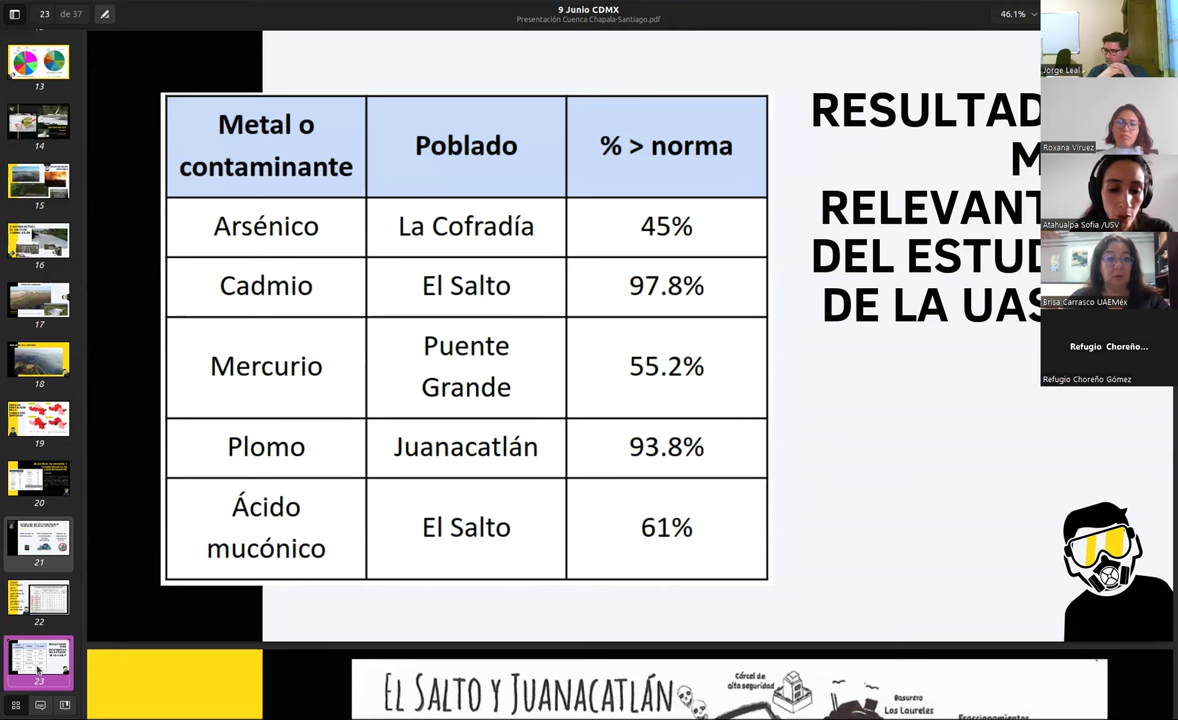 23 de 37
9 Junio CDMX
Presentación Cuenca Chapala-Santiago.pdf
46.1%
13
14
15
16
17
18
19
20
21
22
23
Metal o contaminante Poblado % > norma
Arsénico La Cofradía 45%
Cadmio El Salto 97.8%
Mercurio Puente Grande 55.2%
Plomo Juanacatlán 93.8%
Ácido mucónico El Salto 61%
RESULTAD
M
RELEVANT
DEL ESTUD
DE LA UAS
Jorge Leal
Roxana Viruez
Atahualpa Sofia /USV
Brisa Carrasco UAEMéx
Refugio Choreño...
Refugio Choreño Gómez
EL SALTO Y JUANACATLÁN
Cárcel de
alta seguridad
Basurero
Los Laureles
Fraccionamientos